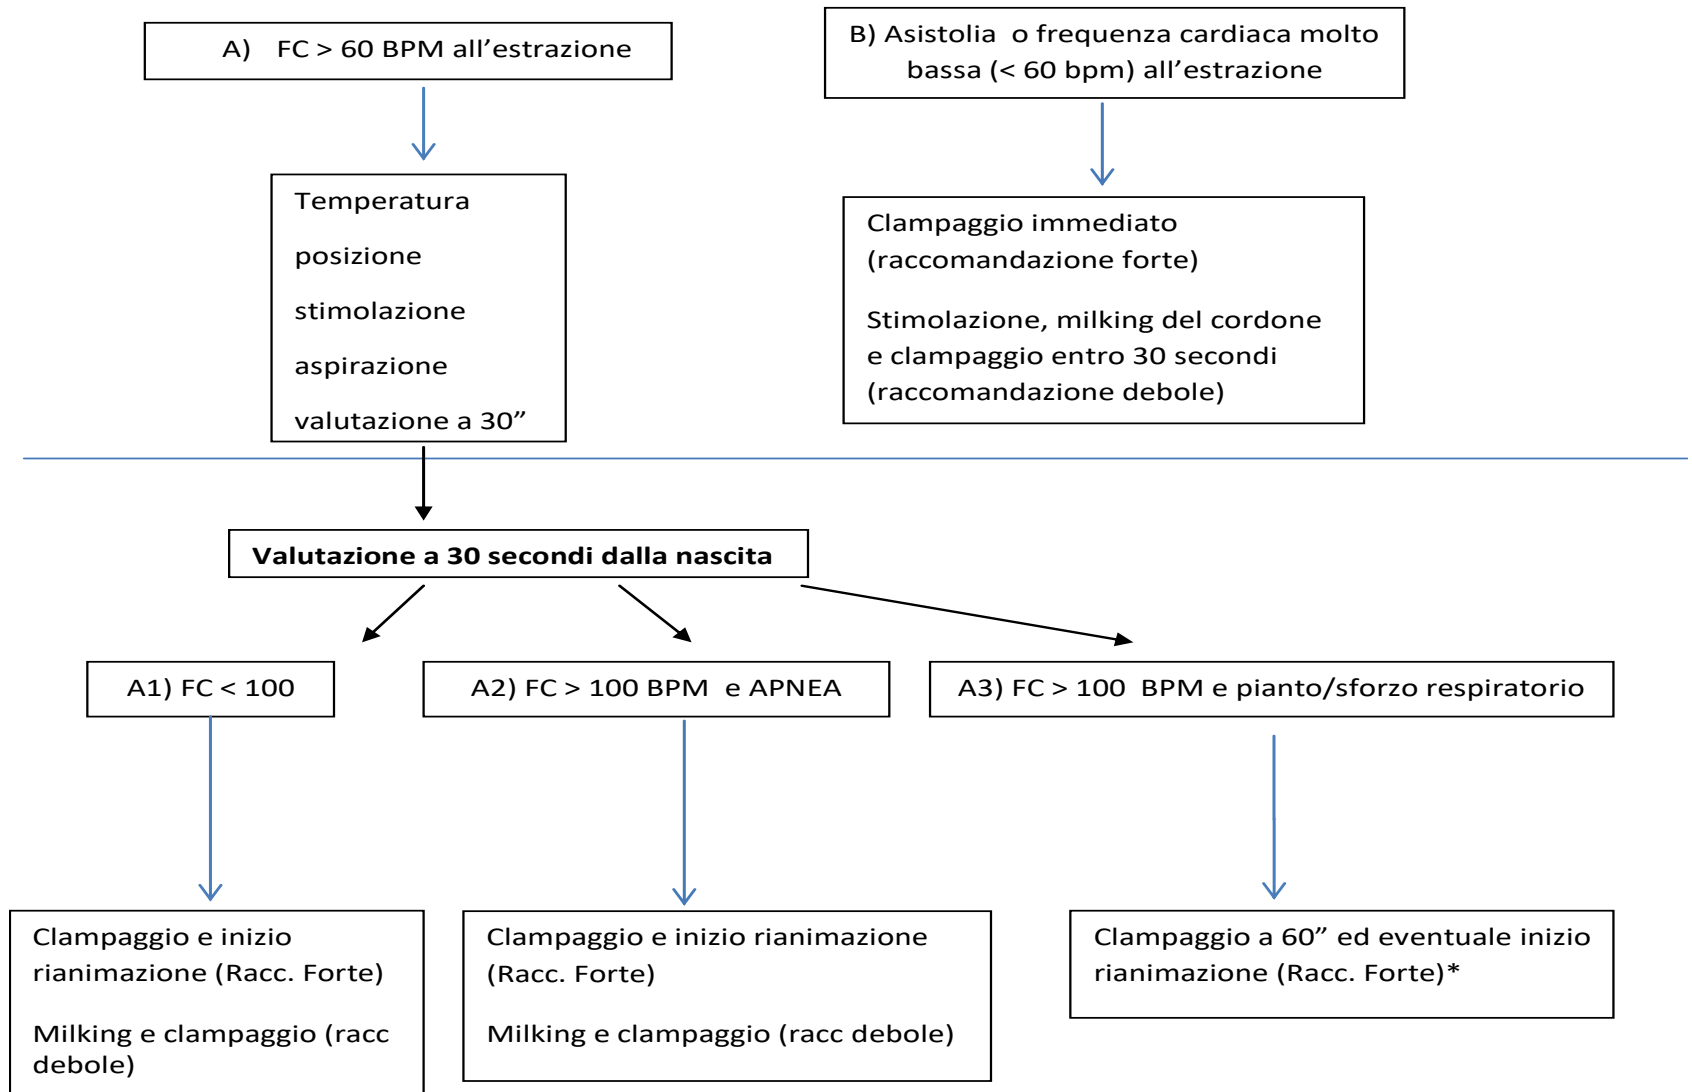 A) FC > 60 BPM all’estrazione
B) Asistolia o frequenza cardiaca molto
bassa (< 60 bpm) all’estrazione
Temperatura
posizione
stimolazione
aspirazione
valutazione a 30”
Clampaggio immediato
(raccomandazione forte)
Stimolazione, milking del cordone
e clampaggio entro 30 secondi
(raccomandazione debole)
Valutazione a 30 secondi dalla nascita
A1) FC < 100
A2) FC > 100 BPM e APNEA
A3) FC > 100 BPM e pianto/sforzo respiratorio
Clampaggio e inizio
rianimazione (Racc. Forte)
Milking e clampaggio (racc
debole)
Clampaggio e inizio rianimazione
(Racc. Forte)
Milking e clampaggio (racc debole)
Clampaggio a 60” ed eventuale inizio
rianimazione (Racc. Forte)*